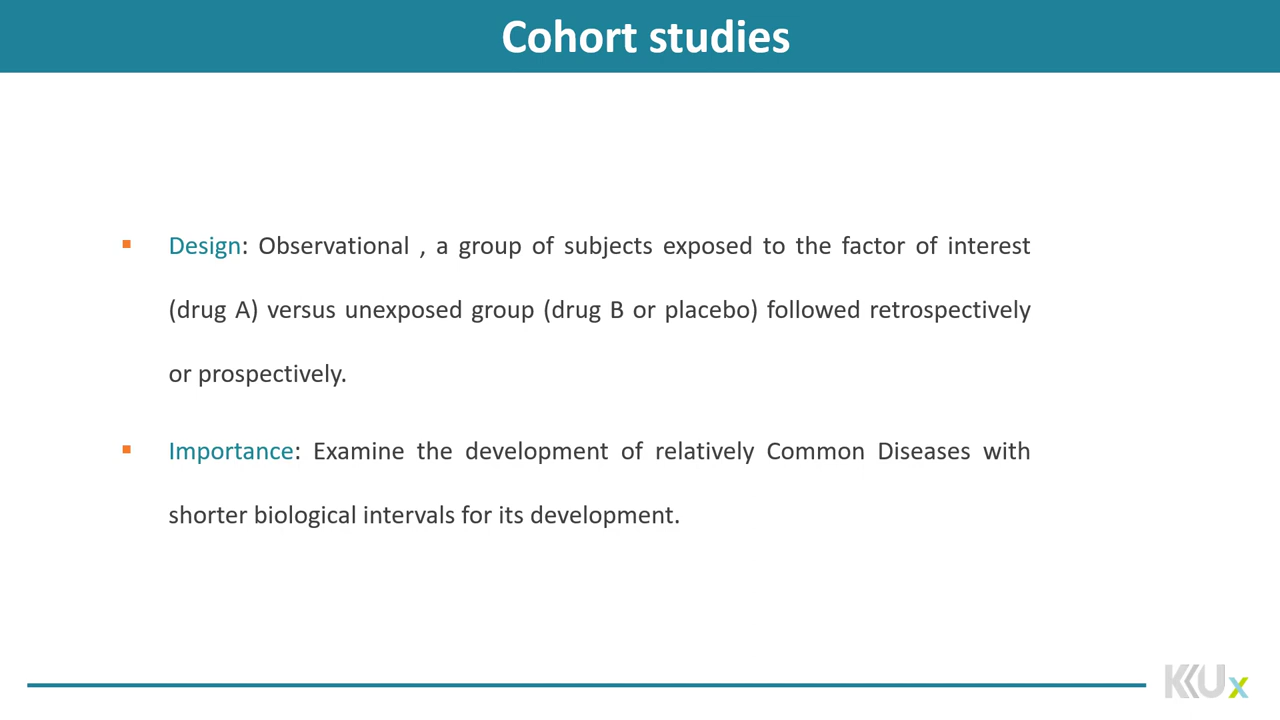 Cohort studies
▪ Design: Observational , a group of subjects exposed to the factor of interest
(drug A) versus unexposed group (drug B or placebo) followed retrospectively
or prospectively.
▪ Importance: Examine the development of relatively Common Diseases with
shorter biological intervals for its development.
KKUx